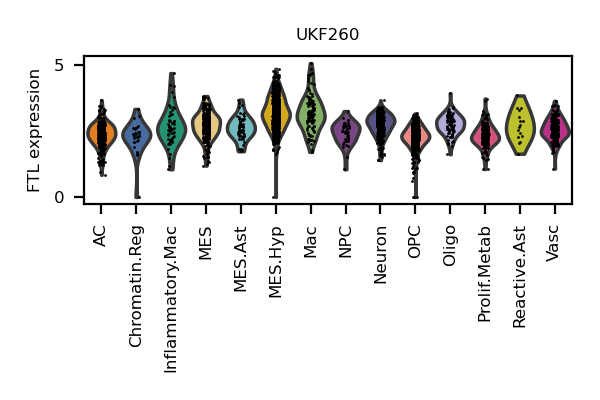 UKF260
FTL expression
5
0
AC
Chromatin.Reg
Inflammatory.Mac
MES
MES.Ast
MES.Hyp
Mac
NPC
Neuron
OPC
Oligo
Prolif.Metab
Reactive.Ast
Vasc